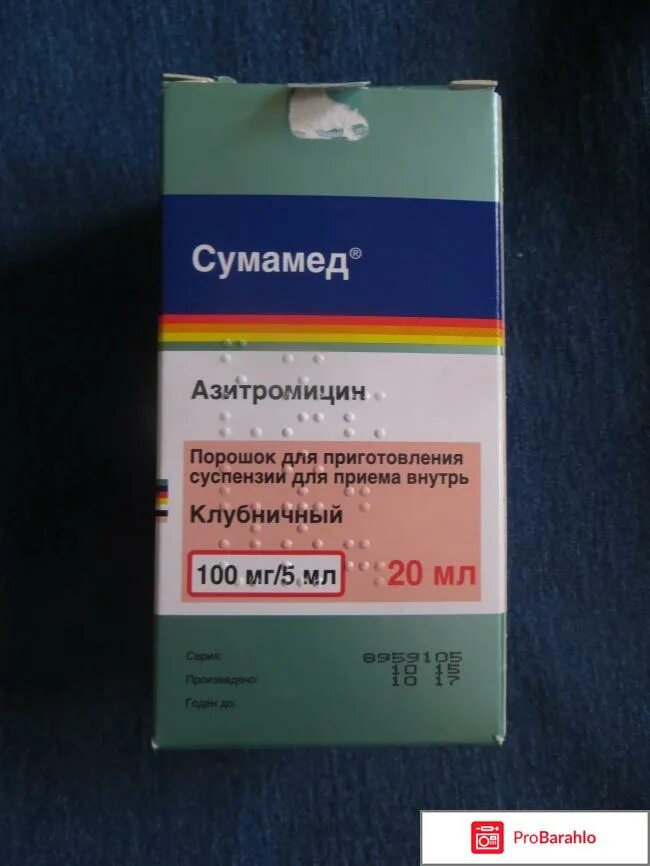 Сумамед®
Азитромицин
Порошок для приготовления
суспензии для приема внутрь
Клубничный
100 мг/5 мл 20 мл
Серия: 8959105
Произведено: 10 15
Годен до: 10 17
ProBarahlo